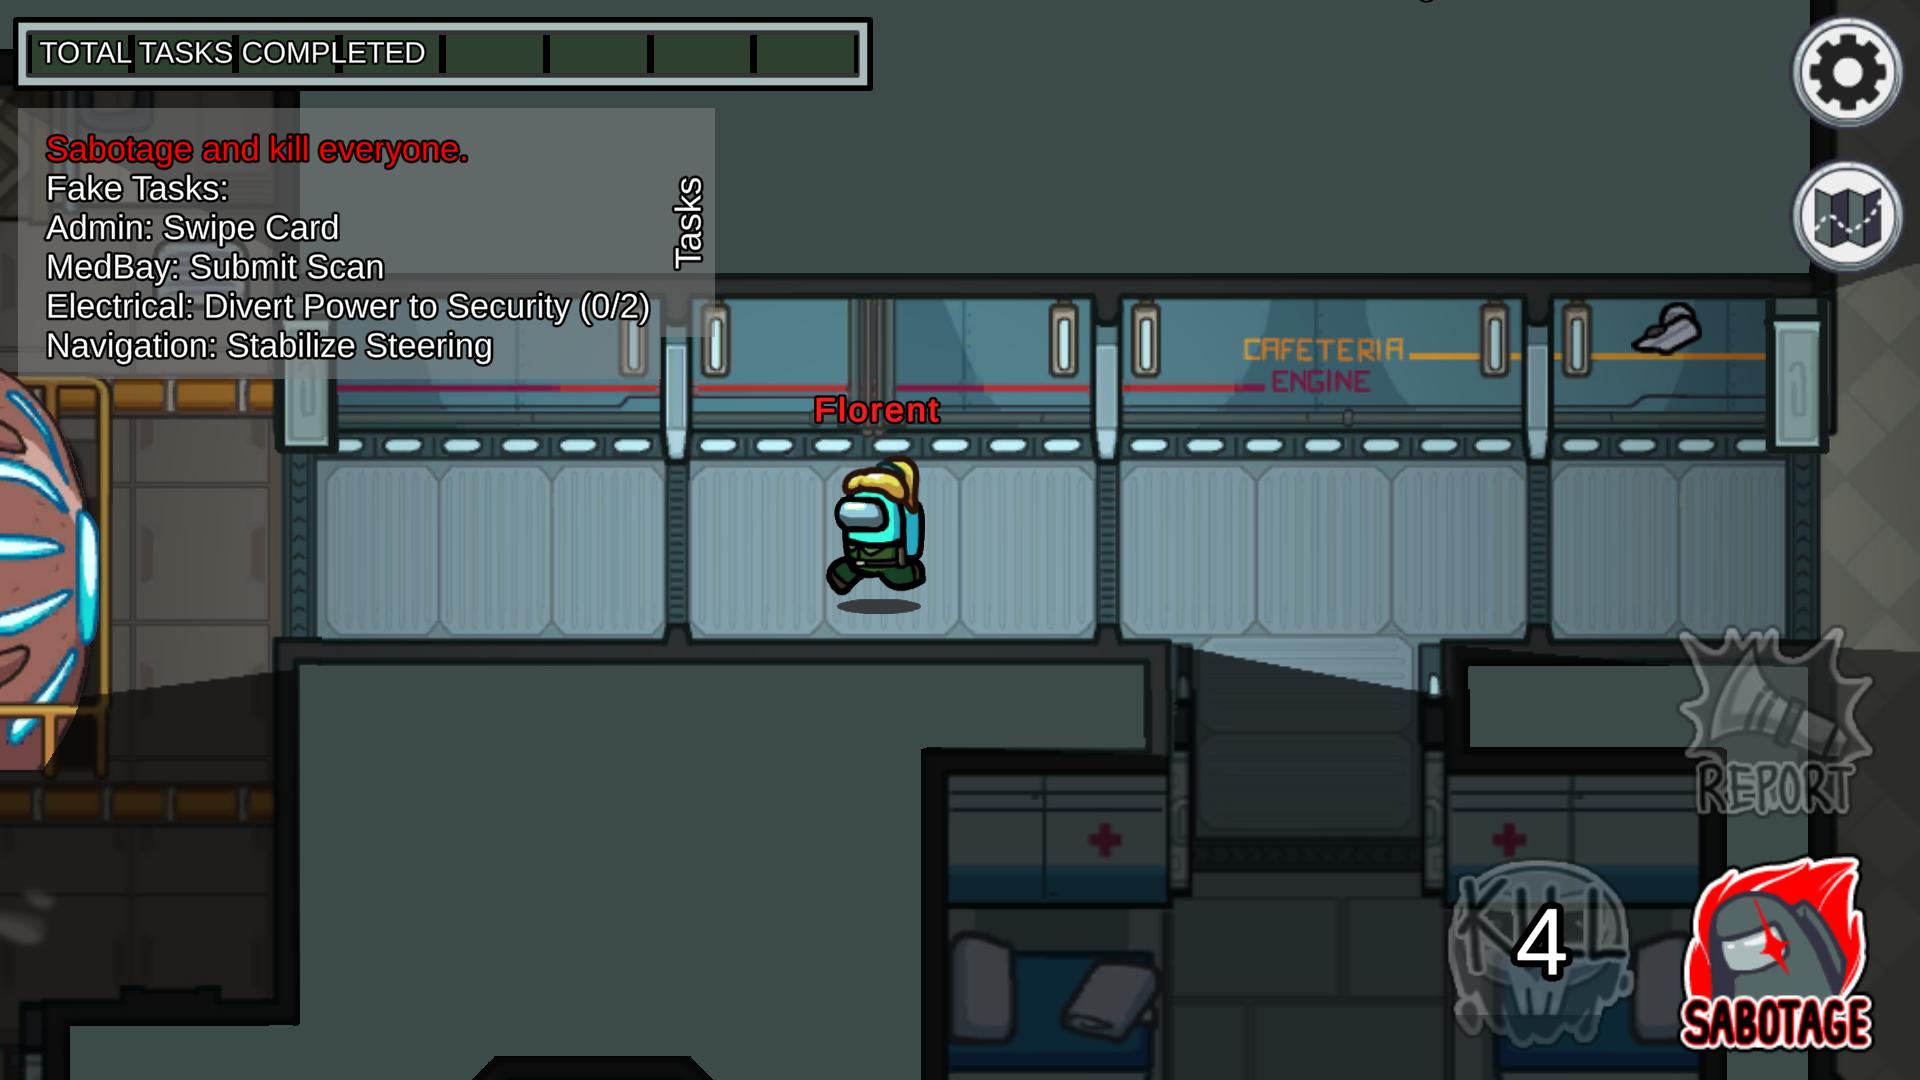 TOTAL TASKS COMPLETED
Sabotage and kill everyone.
Fake Tasks:
Admin: Swipe Card
MedBay: Submit Scan
Electrical: Divert Power to Security (0/2)
Navigation: Stabilize Steering
Tasks
CAFETERIA
ENGINE
Florent
REPORT
KILL
4
SABOTAGE